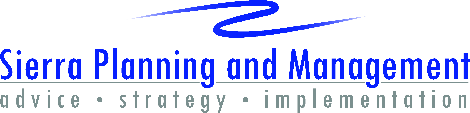 Sierra Planning and Management
advice • strategy • implementation